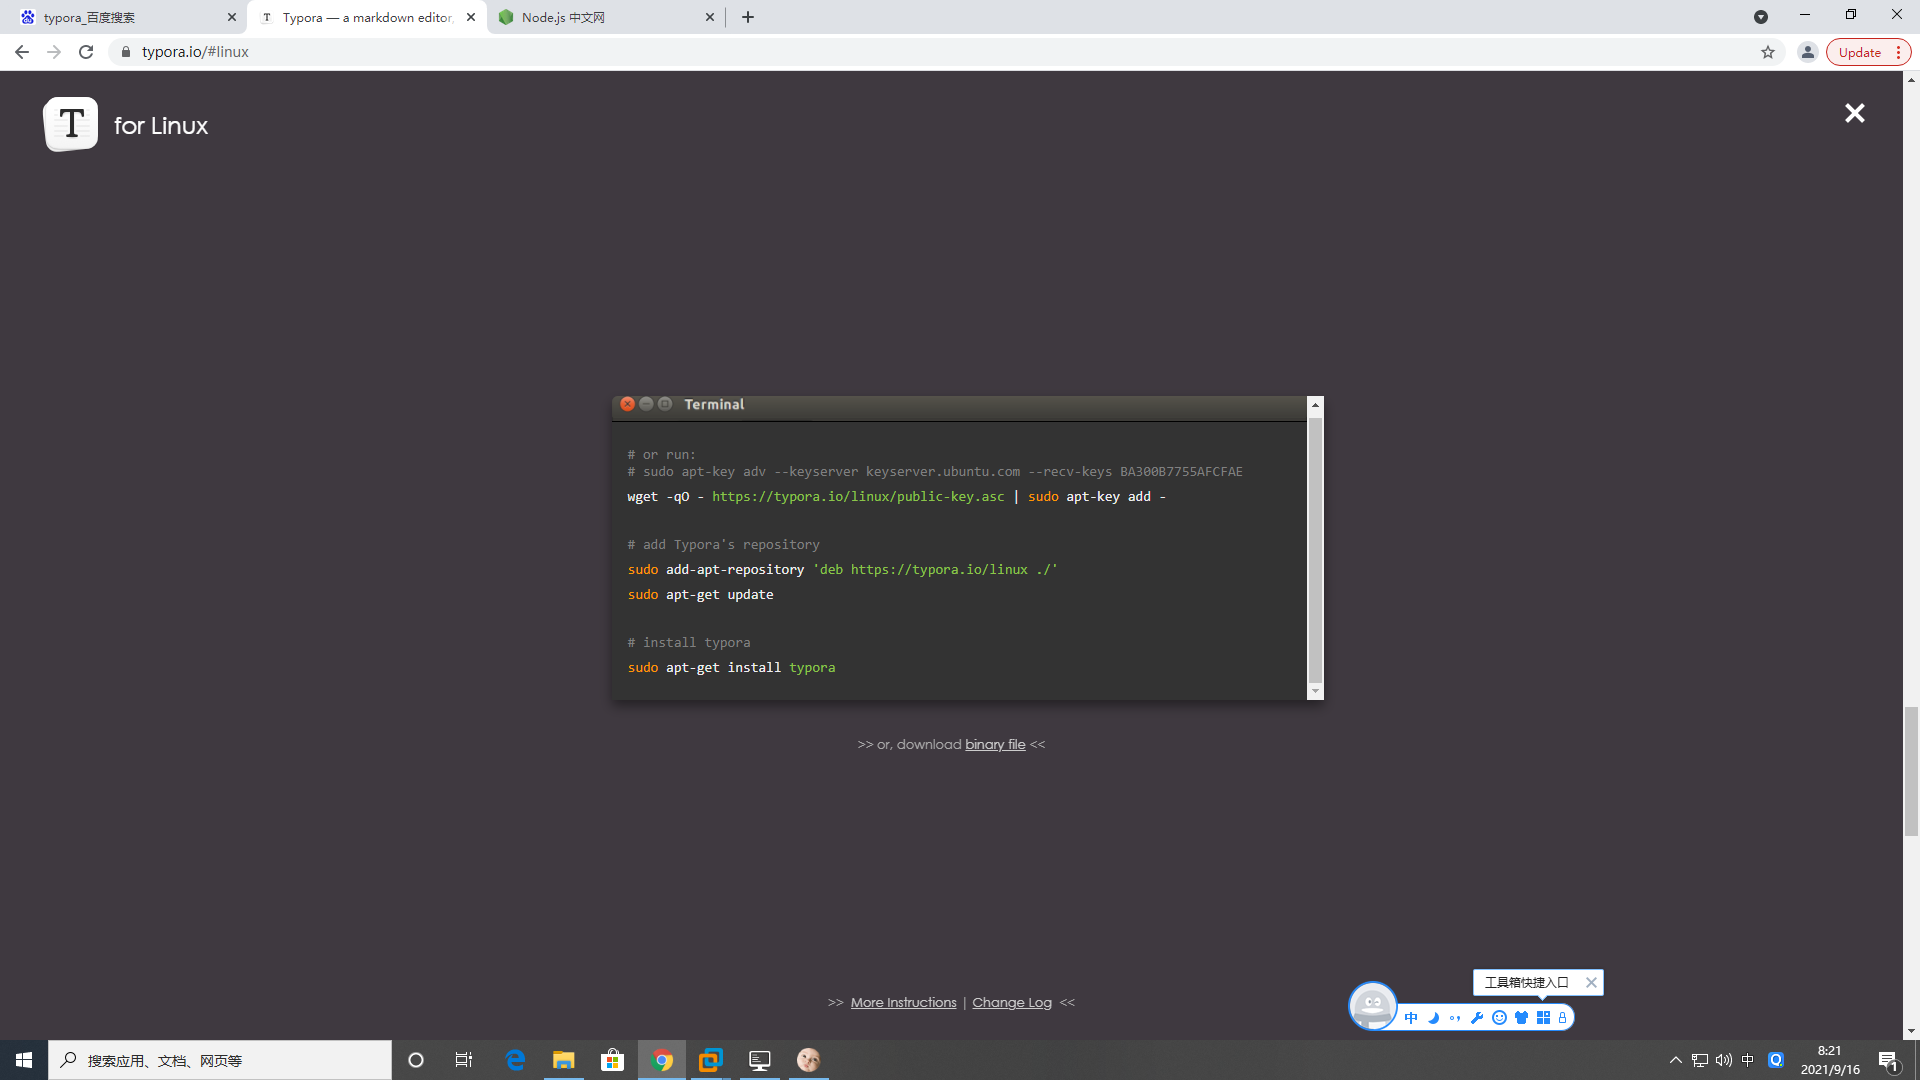 typora_百度搜索
Typora — a markdown editor,
Node.js 中文网
typora.io/#linux
Update
T
for Linux
Terminal
# or run:
# sudo apt-key adv --keyserver keyserver.ubuntu.com --recv-keys BA300B7755AFCFAE
wget -qO - https://typora.io/linux/public-key.asc | sudo apt-key add -
# add Typora's repository
sudo add-apt-repository 'deb https://typora.io/linux ./'
sudo apt-get update
# install typora
sudo apt-get install typora
>> or, download binary file <<
>> More Instructions | Change Log <<
工具箱快捷入口
中
搜索应用、文档、网页等
中
8:21
2021/9/16
1